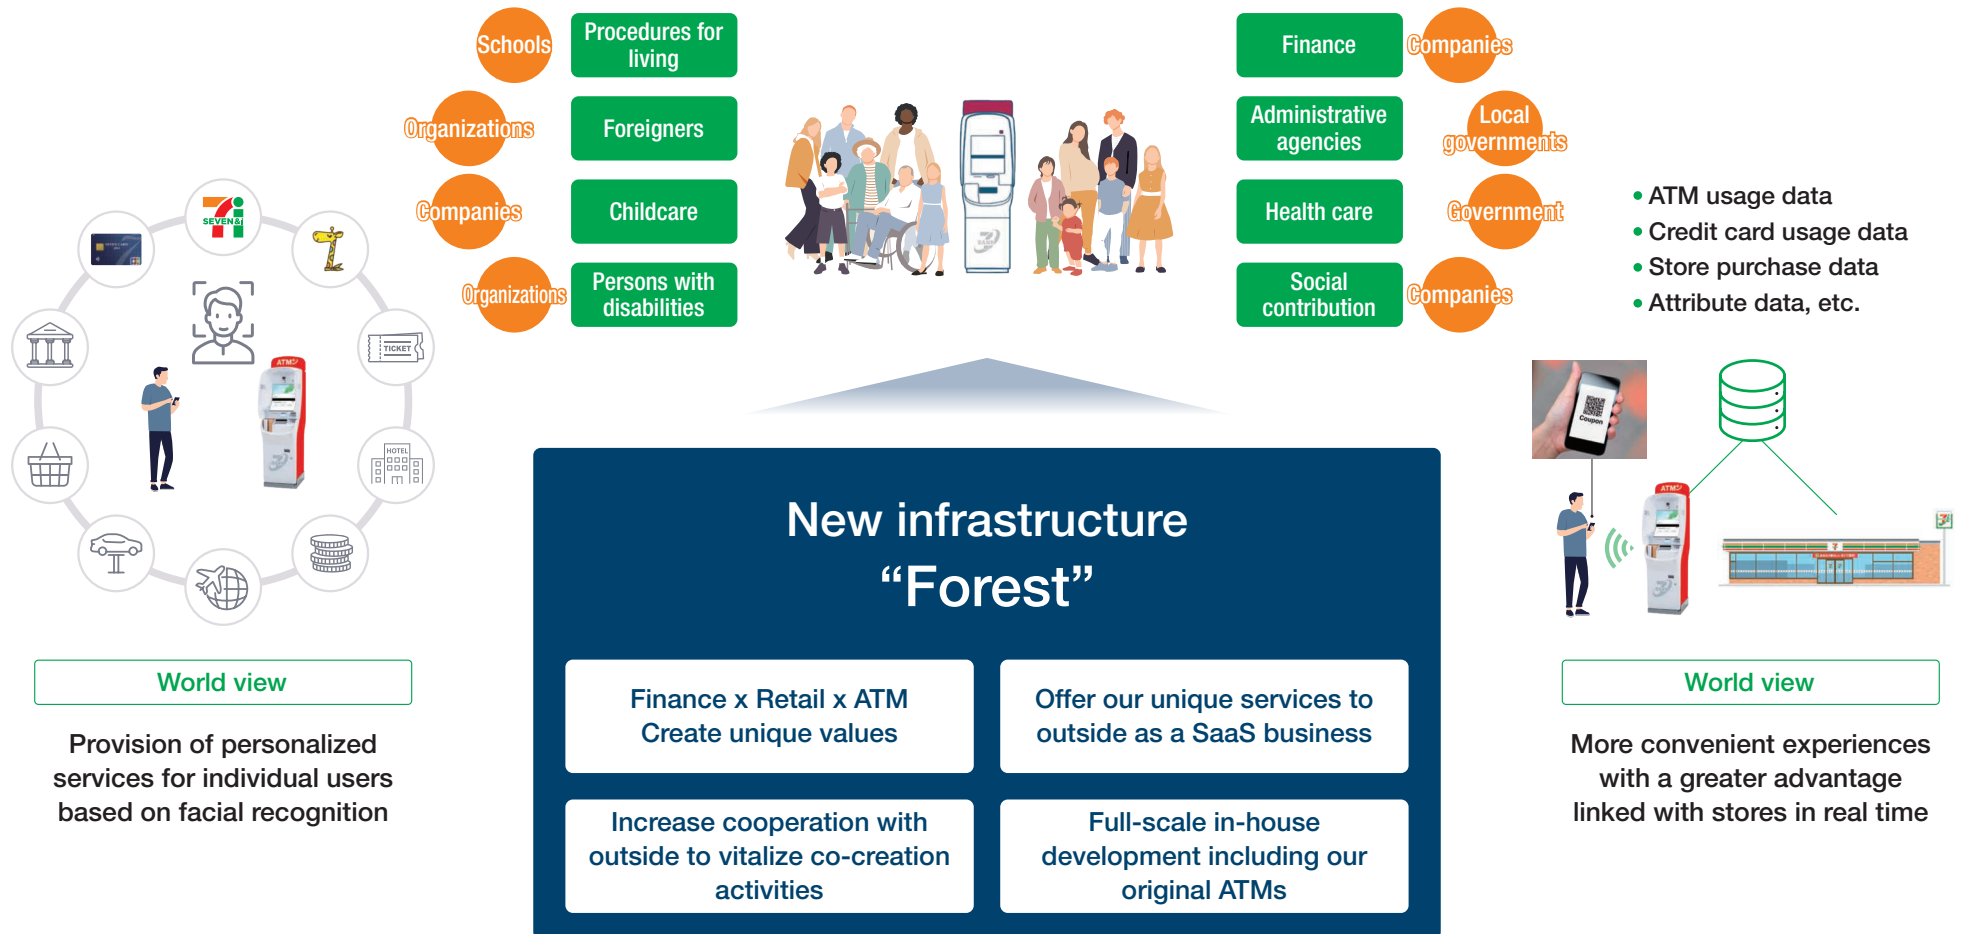 Schools
Procedures for
living
Organizations
Foreigners
Companies
Childcare
Organizations
Persons with
disabilities
Finance
Companies
Administrative
agencies
Local
governments
Health care
Government
Social
contribution
Companies
• ATM usage data
• Credit card usage data
• Store purchase data
• Attribute data, etc.
SEVEN&i
TICKET
HOTEL
ATM
Coupon
ATM
New infrastructure
“Forest”
Finance x Retail x ATM
Create unique values
Offer our unique services to
outside as a SaaS business
Increase cooperation with
outside to vitalize co-creation
activities
Full-scale in-house
development including our
original ATMs
World view
Provision of personalized
services for individual users
based on facial recognition
World view
More convenient experiences
with a greater advantage
linked with stores in real time